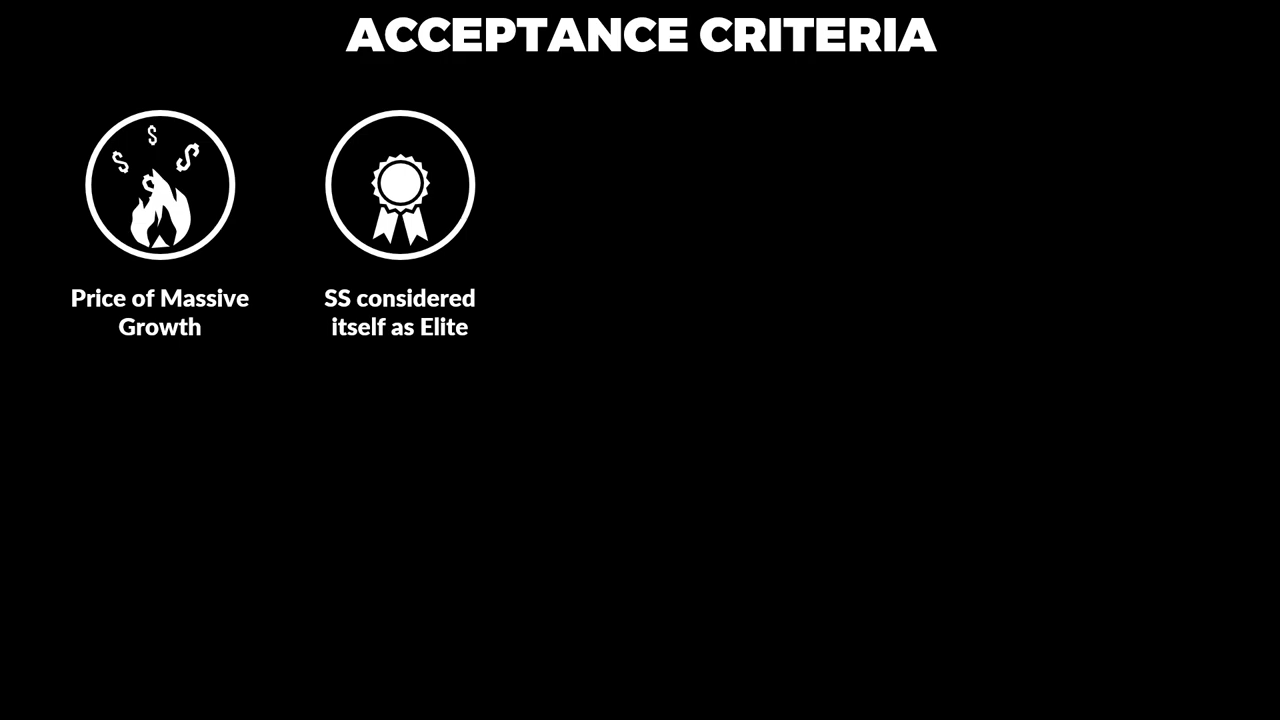 ACCEPTANCE CRITERIA
Price of Massive
Growth
SS considered
itself as Elite